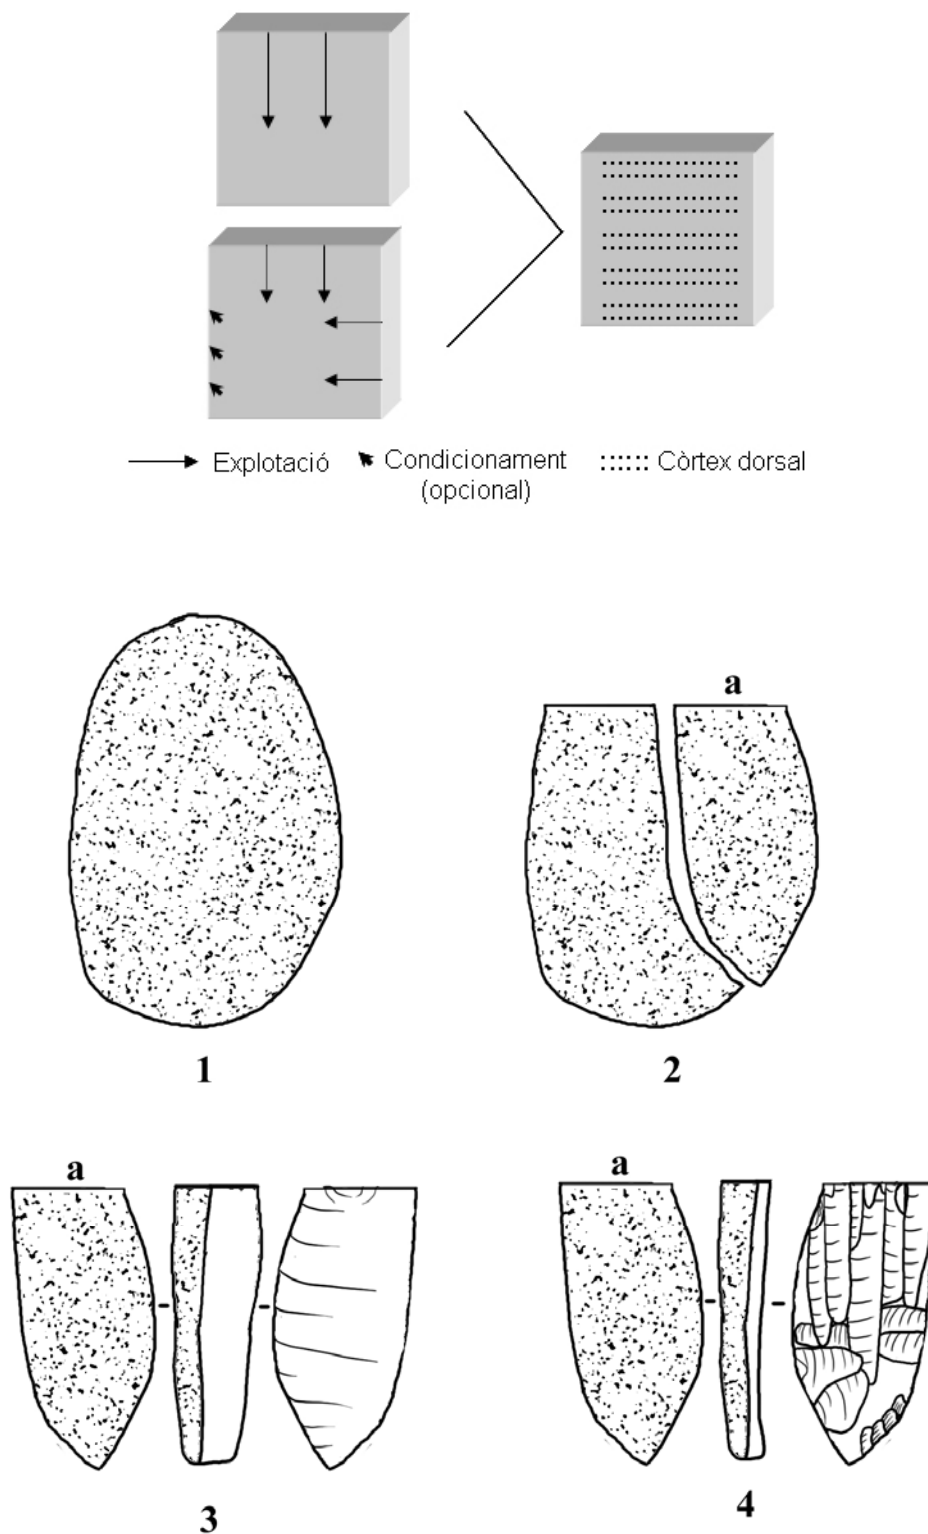 Explotació Condicionament Còrtex dorsal
(opcional)
a
1
2
a
a
3
4